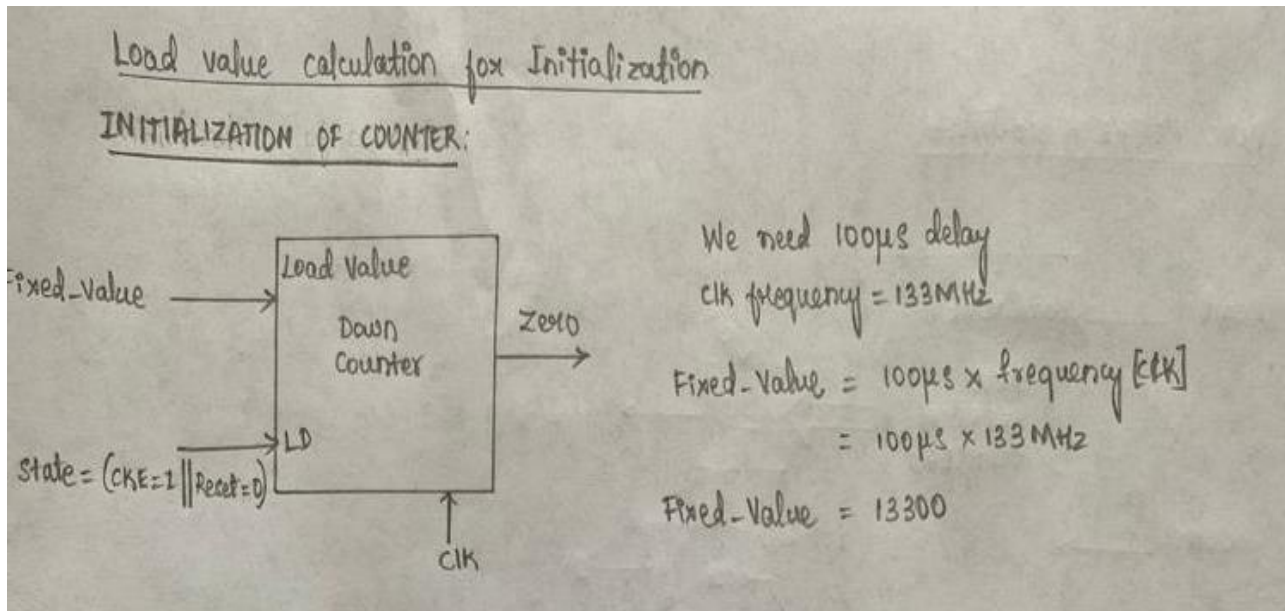 Load value calculation for Initialization
INITIALIZATION OF COUNTER:
Fixed_Value
Load Value
Down
Counter
LD
State = (CKE=1 || Reset=0)
Clk
Zero
We need 100µs delay
Clk frequency = 133MHz
Fixed_Value = 100µs x frequency [Clk]
= 100µs x 133MHz
Fixed_Value = 13300